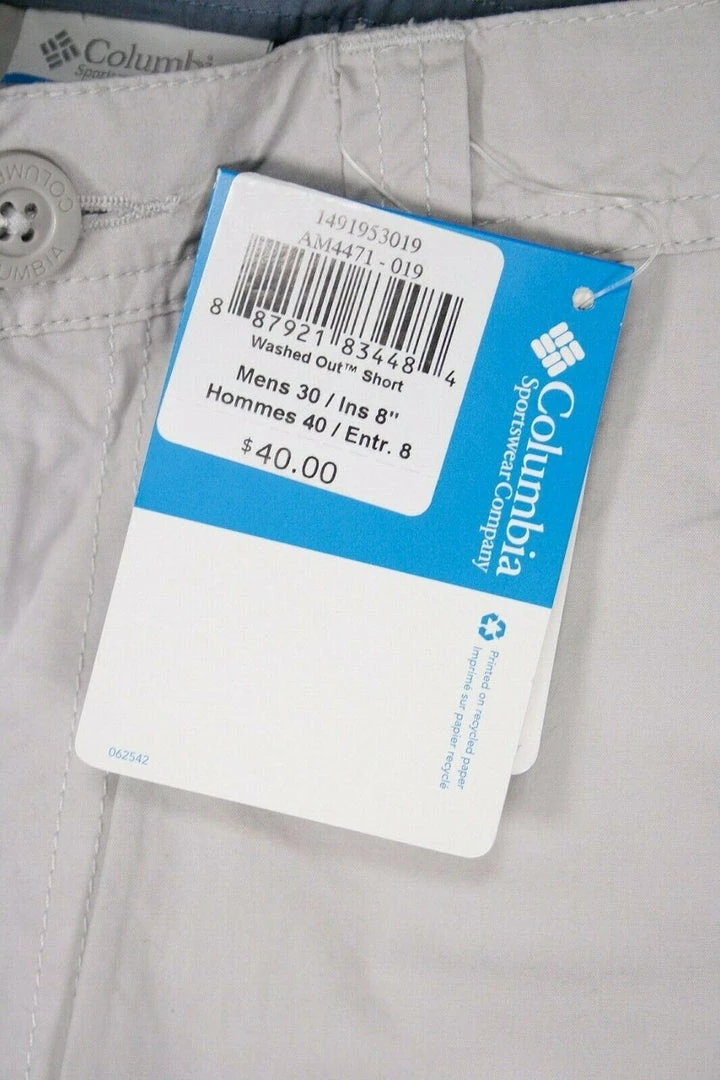 Columbia
COLUMBIA
COLUMBIA
1491953019
AM4471 - 019
8 87921 83448 4
Washed Out™ Short
Mens 30 / Ins 8"
Hommes 40 / Entr. 8
$40.00
Columbia
Sportswear Company
Printed on recycled paper
Imprimé sur papier recyclé
062542